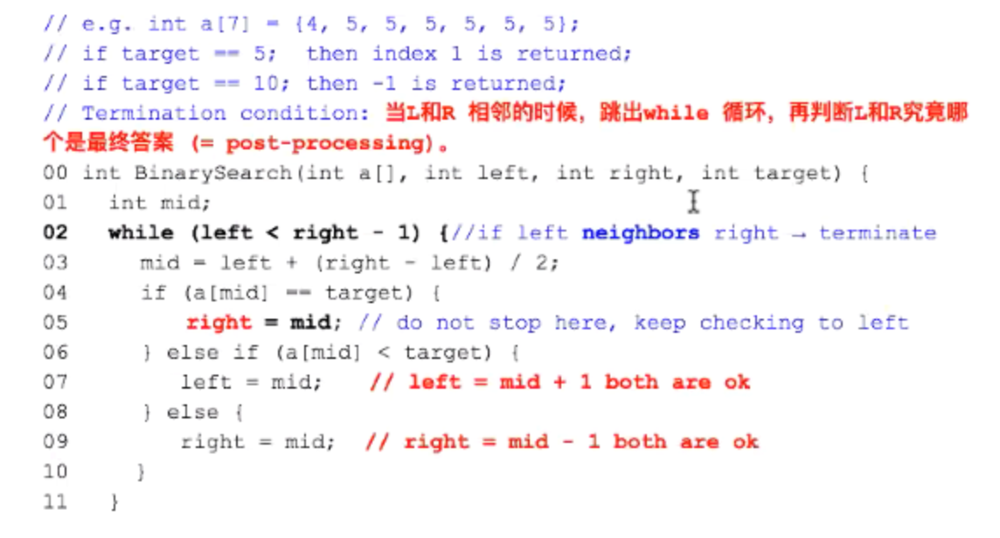 // e.g. int a[7] = {4, 5, 5, 5, 5, 5, 5};
// if target == 5;  then index 1 is returned;
// if target == 10; then -1 is returned;
// Termination condition: 当L和R 相邻的时候，跳出while 循环，再判断L和R究竟哪
个是最终答案 (= post-processing)。
00 int BinarySearch(int a[], int left, int right, int target) {
01   int mid;
02   while (left < right - 1) {//if left neighbors right → terminate
03     mid = left + (right - left) / 2;
04     if (a[mid] == target) {
05        right = mid; // do not stop here, keep checking to left
06     } else if (a[mid] < target) {
07        left = mid;   // left = mid + 1 both are ok
08     } else {
09        right = mid;  // right = mid - 1 both are ok
10     }
11   }